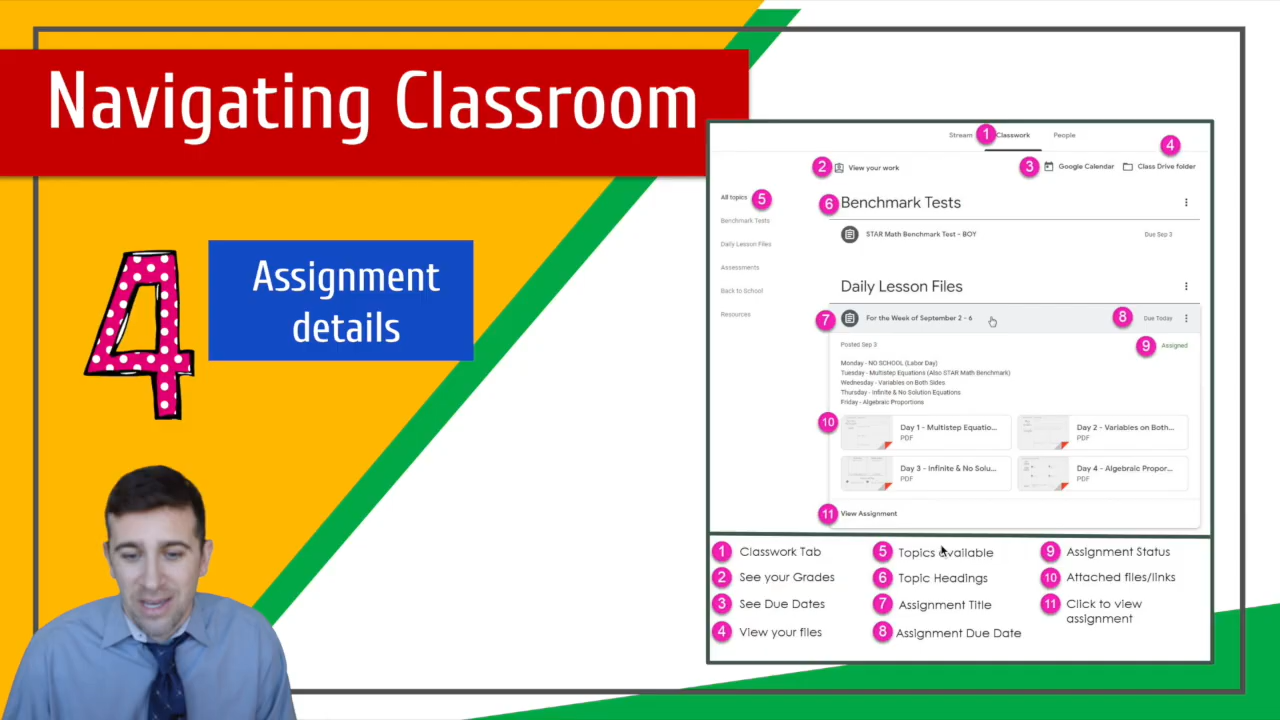 Navigating Classroom
4
Assignment
details
Stream 1 Classwork People
4
2 View your work
3 Google Calendar Class Drive folder
All topics 5
Benchmark Tests
Daily Lesson Files
Assessments
Back to School
Resources
6 Benchmark Tests
STAR Math Benchmark Test - BOY Due Sep 3
Daily Lesson Files
7 For the Week of September 2 - 6 8 Due Today
Posted Sep 3 9 Assigned
Monday - NO SCHOOL (Labor Day)
Tuesday - Multistep Equations (Also STAR Math Benchmark)
Wednesday - Variables on Both Sides
Thursday - Infinite & No Solution Equations
Friday - Algebraic Proportions
10 Day 1 - Multistep Equatio... Day 2 - Variables on Both...
PDF PDF
Day 3 - Infinite & No Solu... Day 4 - Algebraic Propor...
PDF PDF
11 View Assignment
1 Classwork Tab
2 See your Grades
3 See Due Dates
4 View your files
5 Topics available
6 Topic Headings
7 Assignment Title
8 Assignment Due Date
9 Assignment Status
10 Attached files/links
11 Click to view
assignment